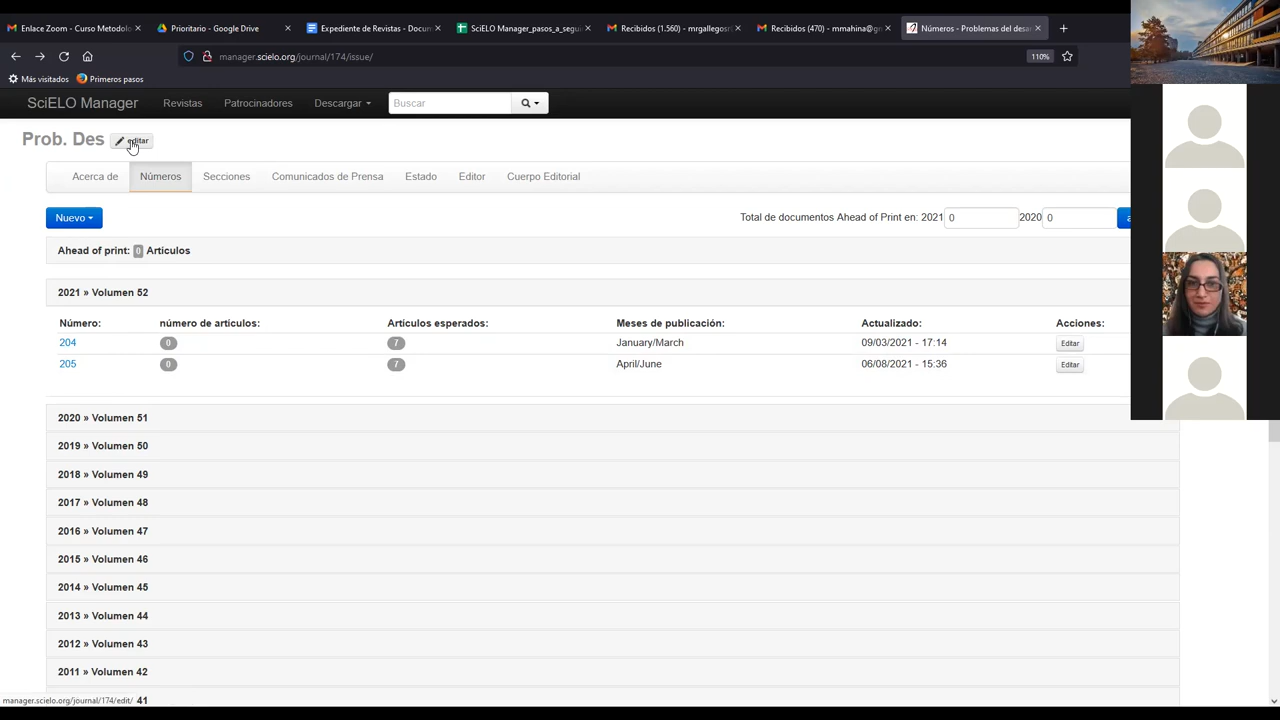 Enlace Zoom - Curso Metodolo
Prioritario - Google Drive
Expediente de Revistas - Docum
SciELO Manager_pasos_a_segui
Recibidos (1.560) - mrgallegosr
Recibidos (470) - mmahina@gm
Números - Problemas del desar
manager.scielo.org/journal/174/issue/
110%
Más visitados
Primeros pasos
SciELO Manager
Revistas
Patrocinadores
Descargar
Buscar
Prob. Des
editar
Acerca de
Números
Secciones
Comunicados de Prensa
Estado
Editor
Cuerpo Editorial
Nuevo
Total de documentos Ahead of Print en: 2021 0 2020 0
Ahead of print: 0 Artículos
2021 » Volumen 52
Número: número de artículos: Artículos esperados: Meses de publicación: Actualizado: Acciones:
204 0 7 January/March 09/03/2021 - 17:14 Editar
205 0 7 April/June 06/08/2021 - 15:36 Editar
2020 » Volumen 51
2019 » Volumen 50
2018 » Volumen 49
2017 » Volumen 48
2016 » Volumen 47
2015 » Volumen 46
2014 » Volumen 45
2013 » Volumen 44
2012 » Volumen 43
2011 » Volumen 42
manager.scielo.org/journal/174/edit/ 41